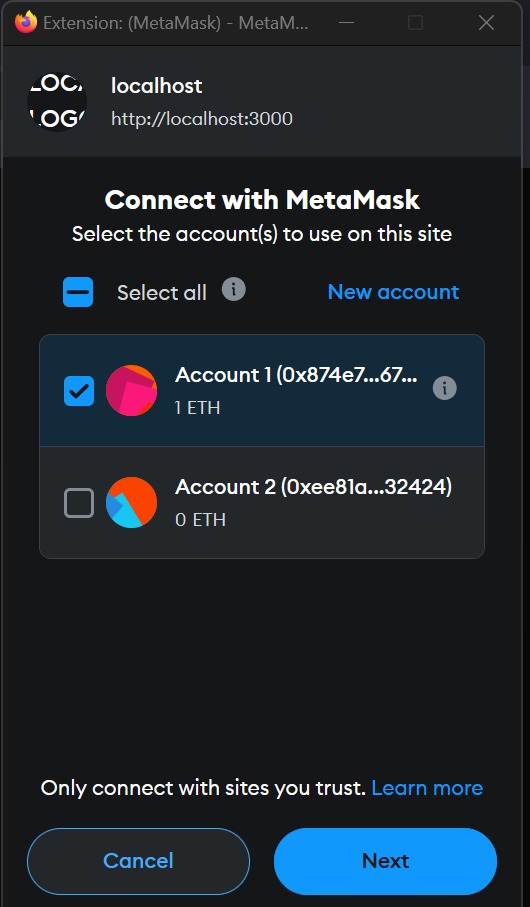 Extension: (MetaMask) - MetaM...
localhost
http://localhost:3000
Connect with MetaMask
Select the account(s) to use on this site
Select all
New account
Account 1 (0x874e7...67...
1 ETH
Account 2 (0xee81a...32424)
0 ETH
Only connect with sites you trust. Learn more
Cancel
Next